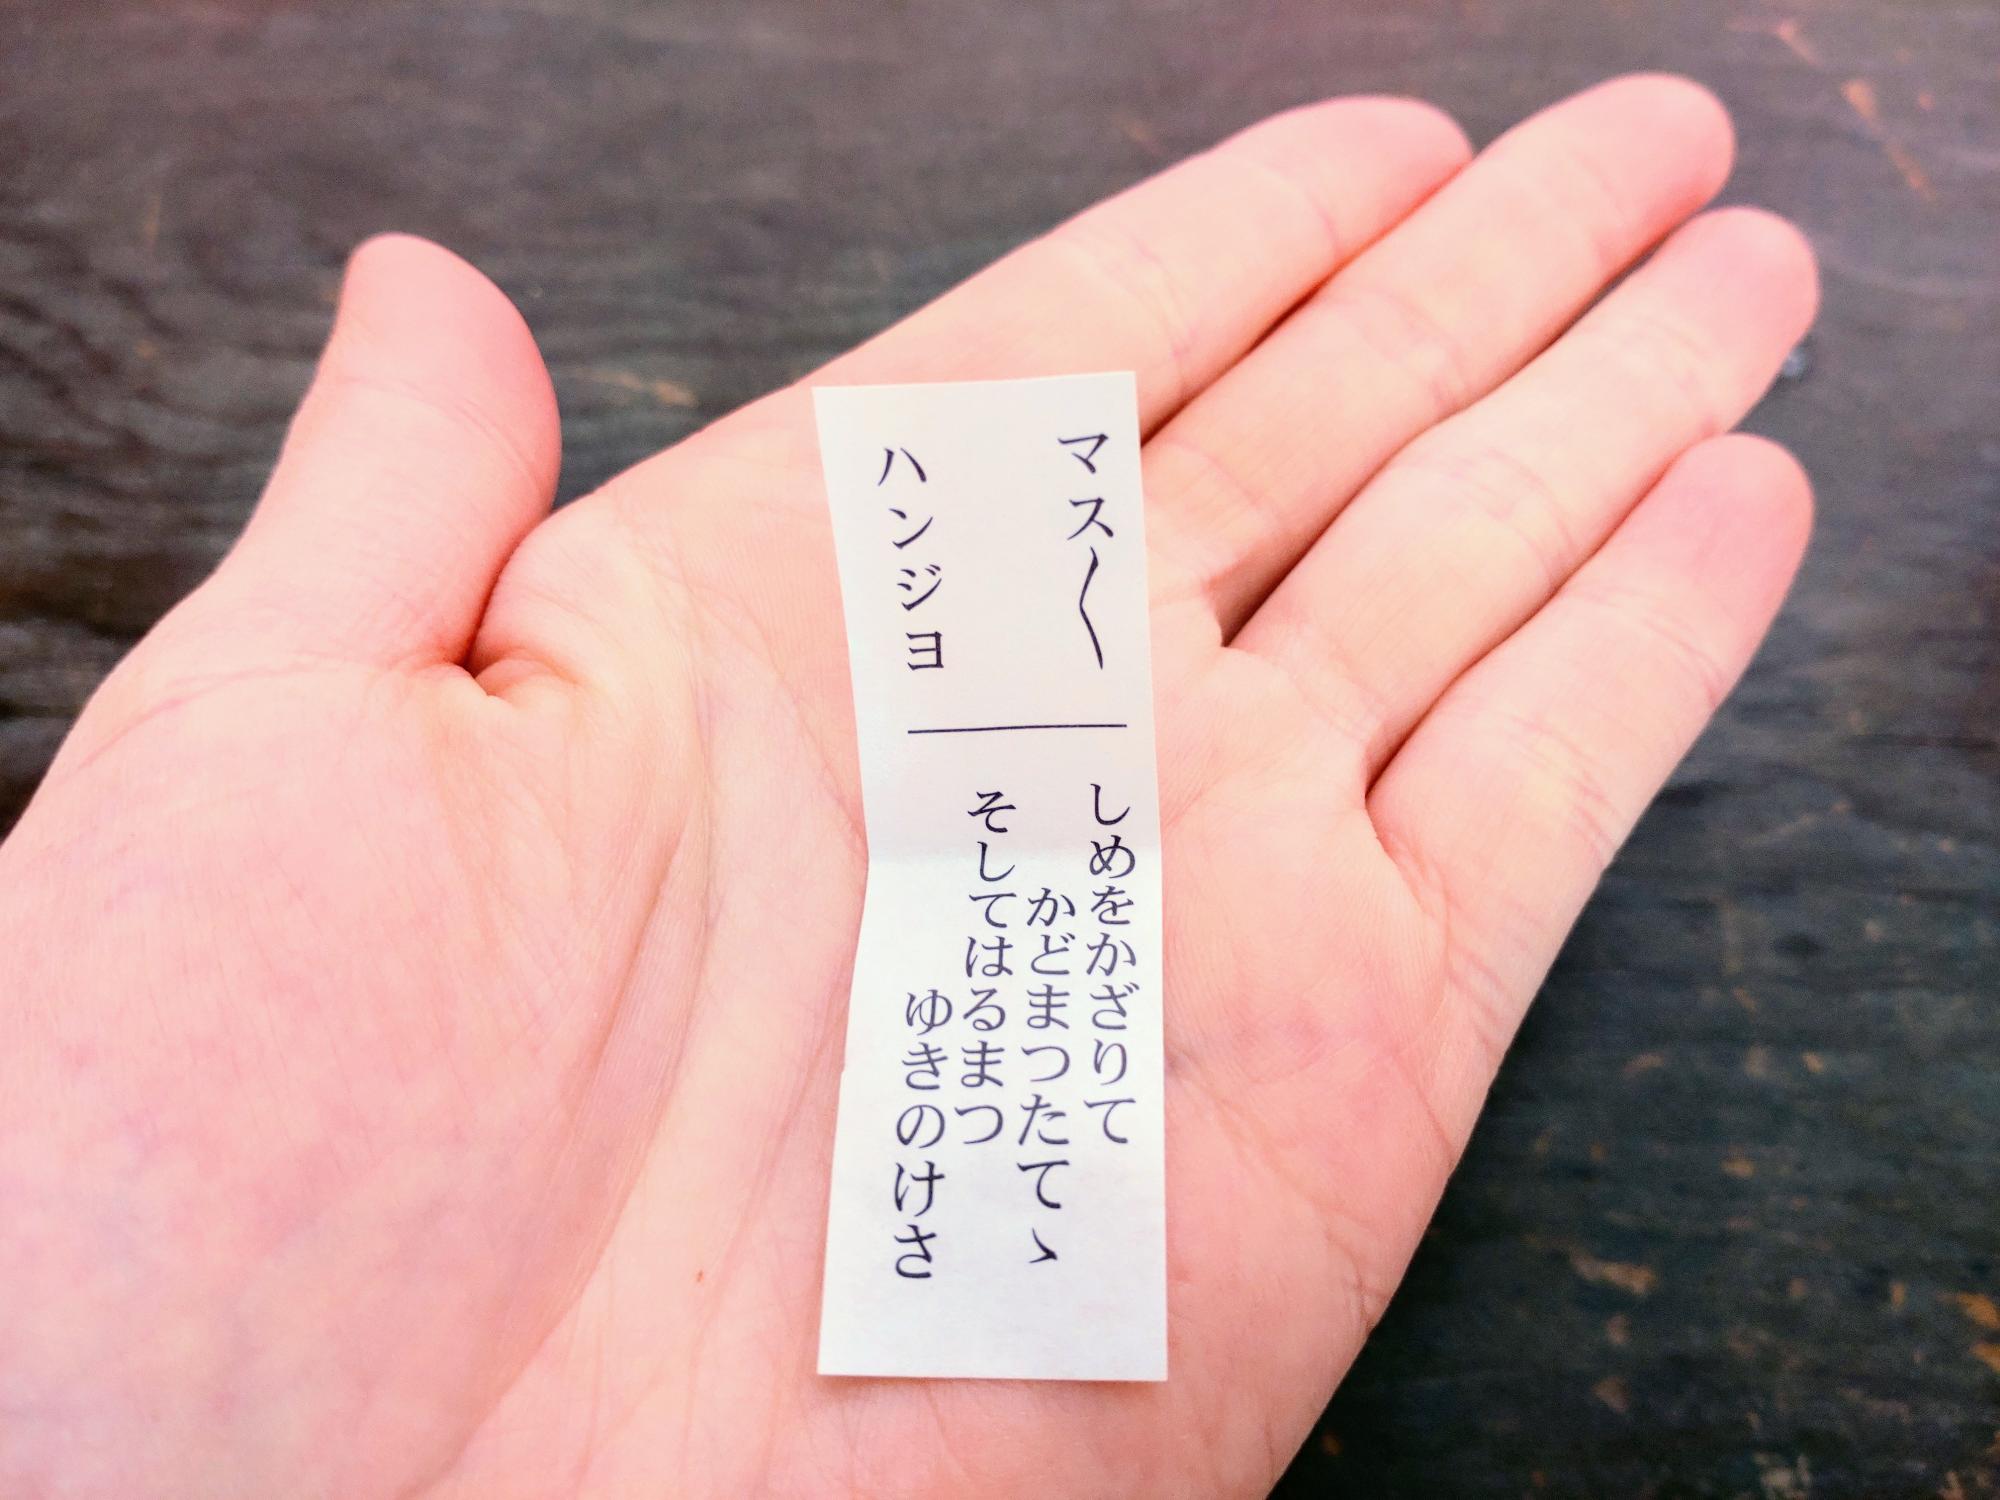 マス〱
ハンジヨ
しめをかざりて
かどまつたてゝ
そしてはるまつ
ゆきのけさ